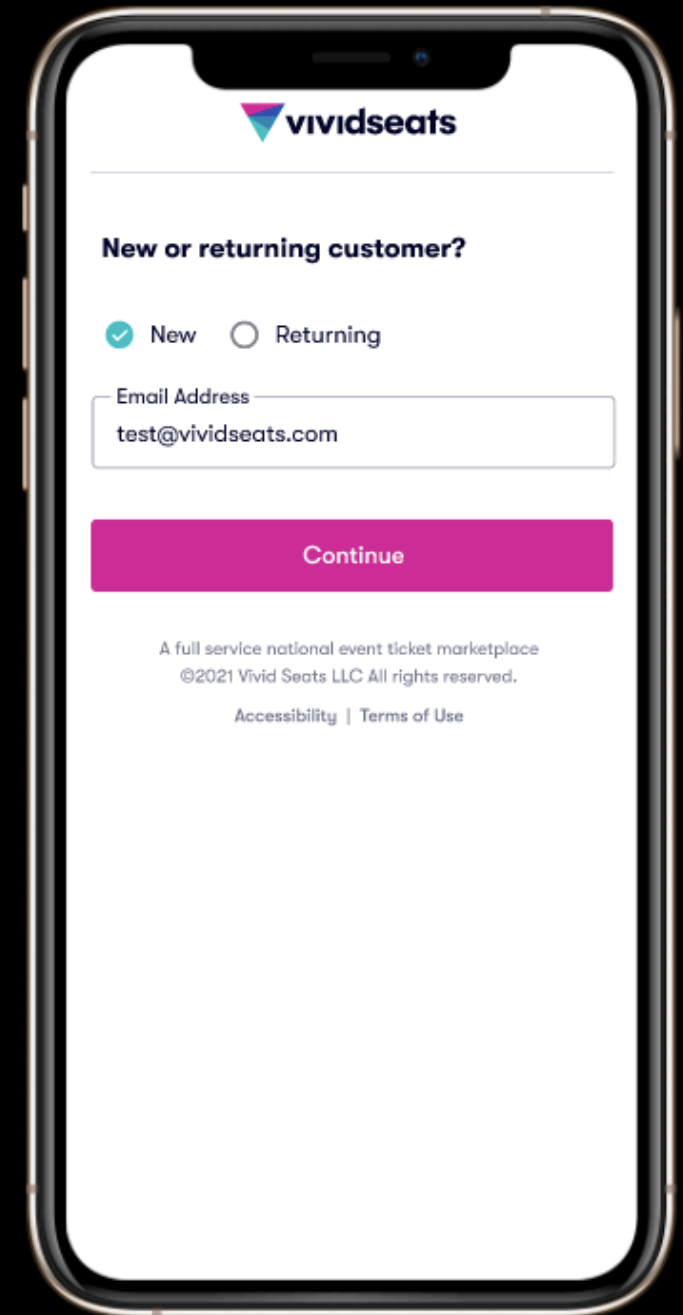 vividseats
New or returning customer?
New Returning
Email Address
test@vividseats.com
Continue
A full service national event ticket marketplace
©2021 Vivid Seats LLC All rights reserved.
Accessibility | Terms of Use